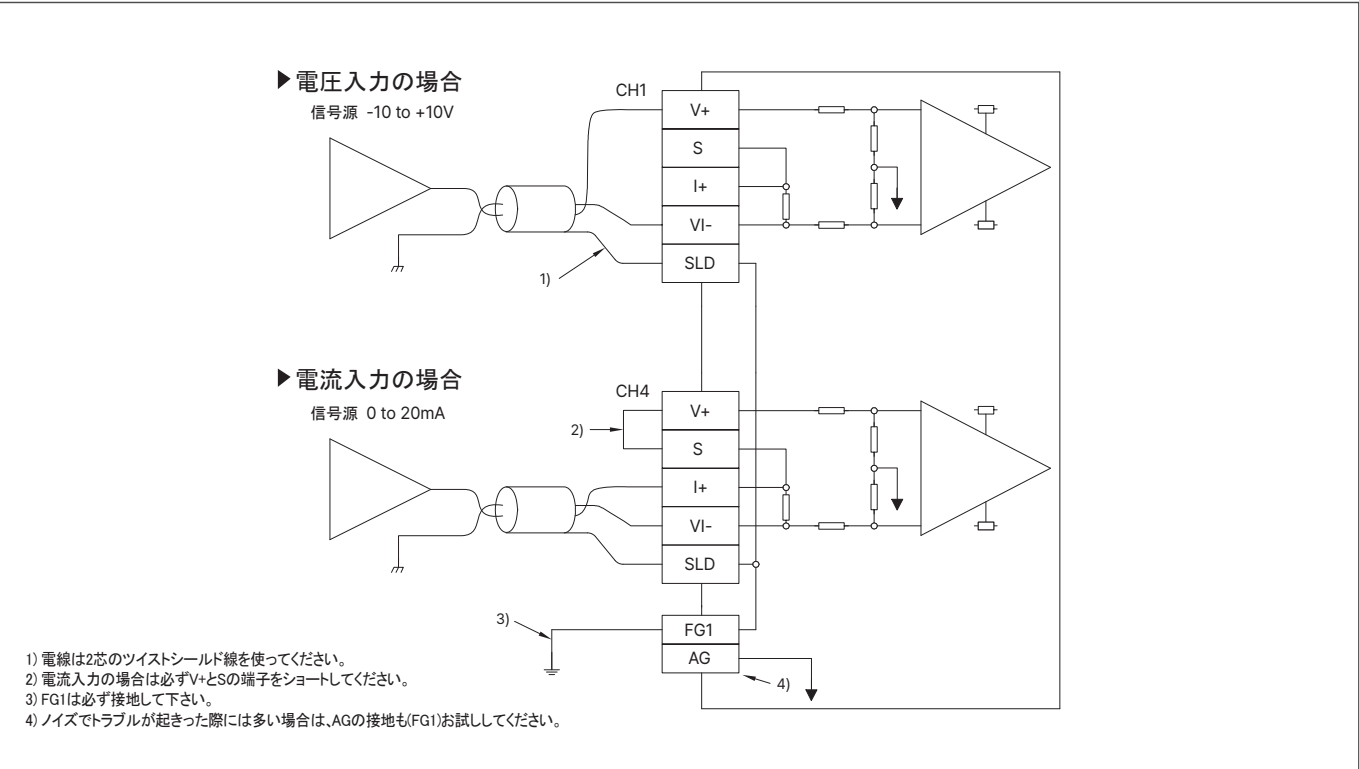 ▶電圧入力の場合
信号源 -10 to +10V
CH1
V+
S
I+
VI-
SLD
1)
▶電流入力の場合
信号源 0 to 20mA
CH4
V+
S
2)
I+
VI-
SLD
3)
FG1
AG
4)
1) 電線は2芯のツイストシールド線を使ってください。
2) 電流入力の場合は必ずV+とSの端子をショートしてください。
3) FG1は必ず接地して下さい。
4) ノイズでトラブルが起きった際には多い場合は、AGの接地も(FG1)お試ししてください。